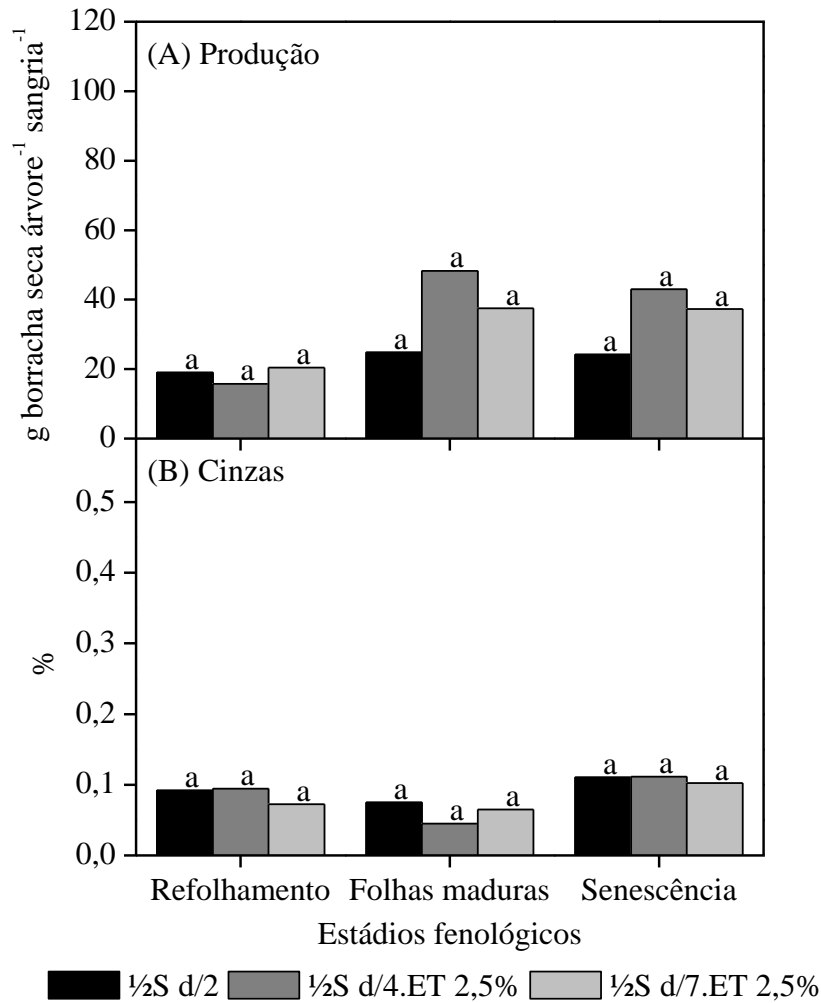 g borracha seca árvore⁻¹ sangria⁻¹
120
100
80
60
40
20
0
(A) Produção
a a a a a a a a a
%
0,5
0,4
0,3
0,2
0,1
0,0
(B) Cinzas
a a a a a a a a a
Refolhamento Folhas maduras Senescência
Estádios fenológicos
½S d/2 ½S d/4.ET 2,5% ½S d/7.ET 2,5%